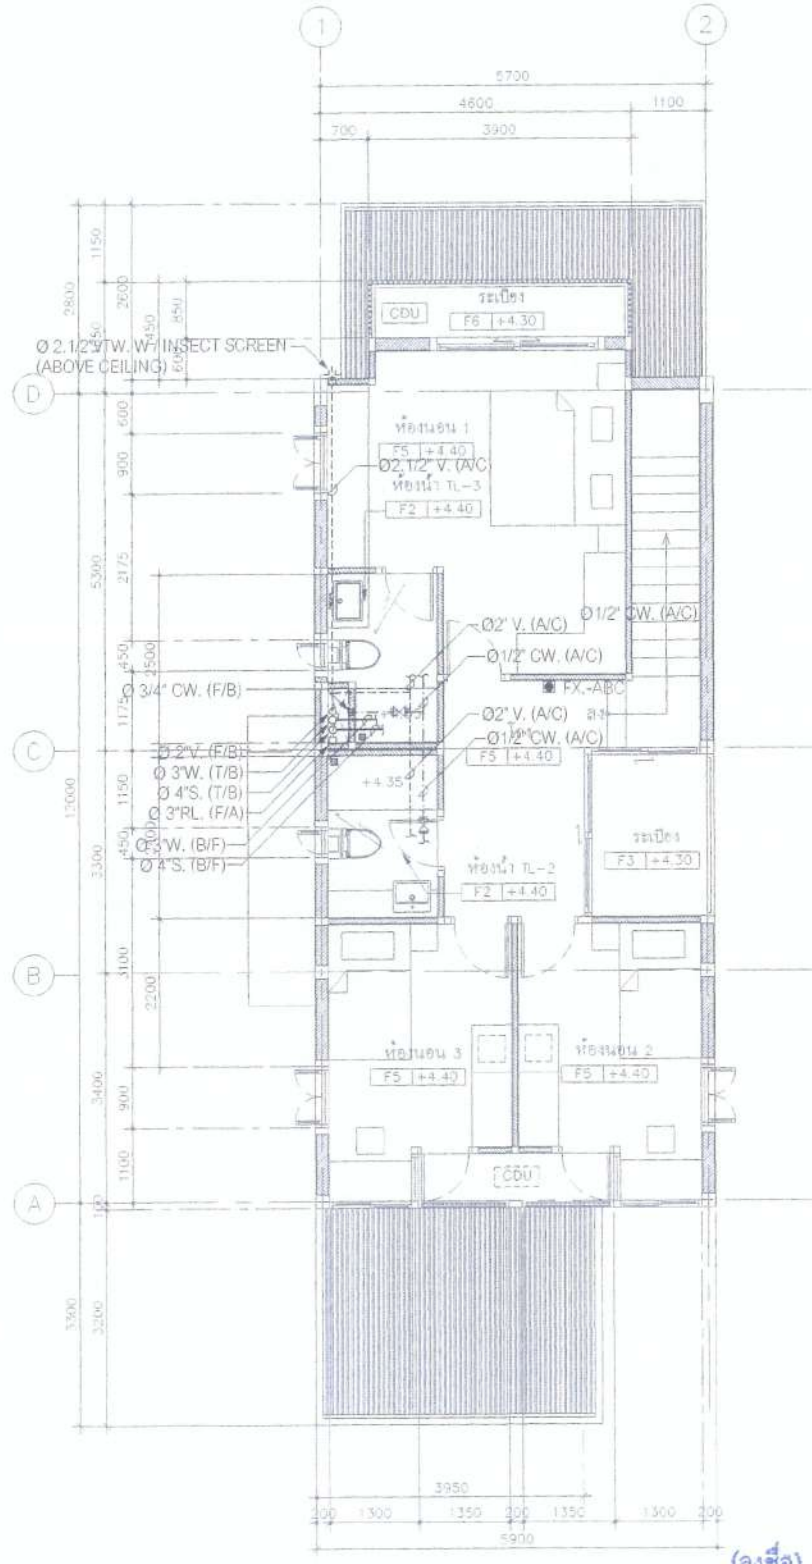 1
2
5700
4600
1100
700
3900
1150
2800
2600
850
ระเบียง
CDU
F6 +4.30
Ø 2.1/2" VTW. W/ INSECT SCREEN
(ABOVE CEILING)
D
600
ห้องนอน 1
F5 +4.40
Ø2.1/2" V. (A/C)
900
ห้องน้ำ TL-3
F2 +4.40
5300
2175
Ø1/2" CW. (A/C)
Ø2" V. (A/C)
450
2500
Ø1/2" CW. (A/C)
Ø 3/4" CW. (F/B)
FX.-ABC
1175
Ø2" V. (A/C)
ลง
C
Ø 2"V. (F/B)
Ø1/2" CW. (A/C)
F5 +4.40
Ø 3"W. (T/B)
+4.35
12000
1150
Ø 4"S. (T/B)
Ø 3"RL. (F/A)
ระเบียง
Ø 3"W. (B/F)
450
3300
F3 +4.30
Ø 4"S. (B/F)
ห้องน้ำ TL-2
F2 +4.40
B
3100
2200
ห้องนอน 3
ห้องนอน 2
F5 +4.40
F5 +4.40
3400
900
1100
CDU
A
100
3300
3200
3950
200 1300 1350 200 1350 1300 200
5900
(ลงชื่อ)